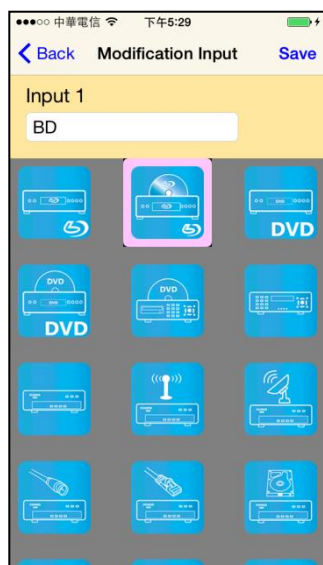 中華電信 下午5:29
Back Modification Input Save
Input 1
BD
DVD
DVD
DVD
DVD